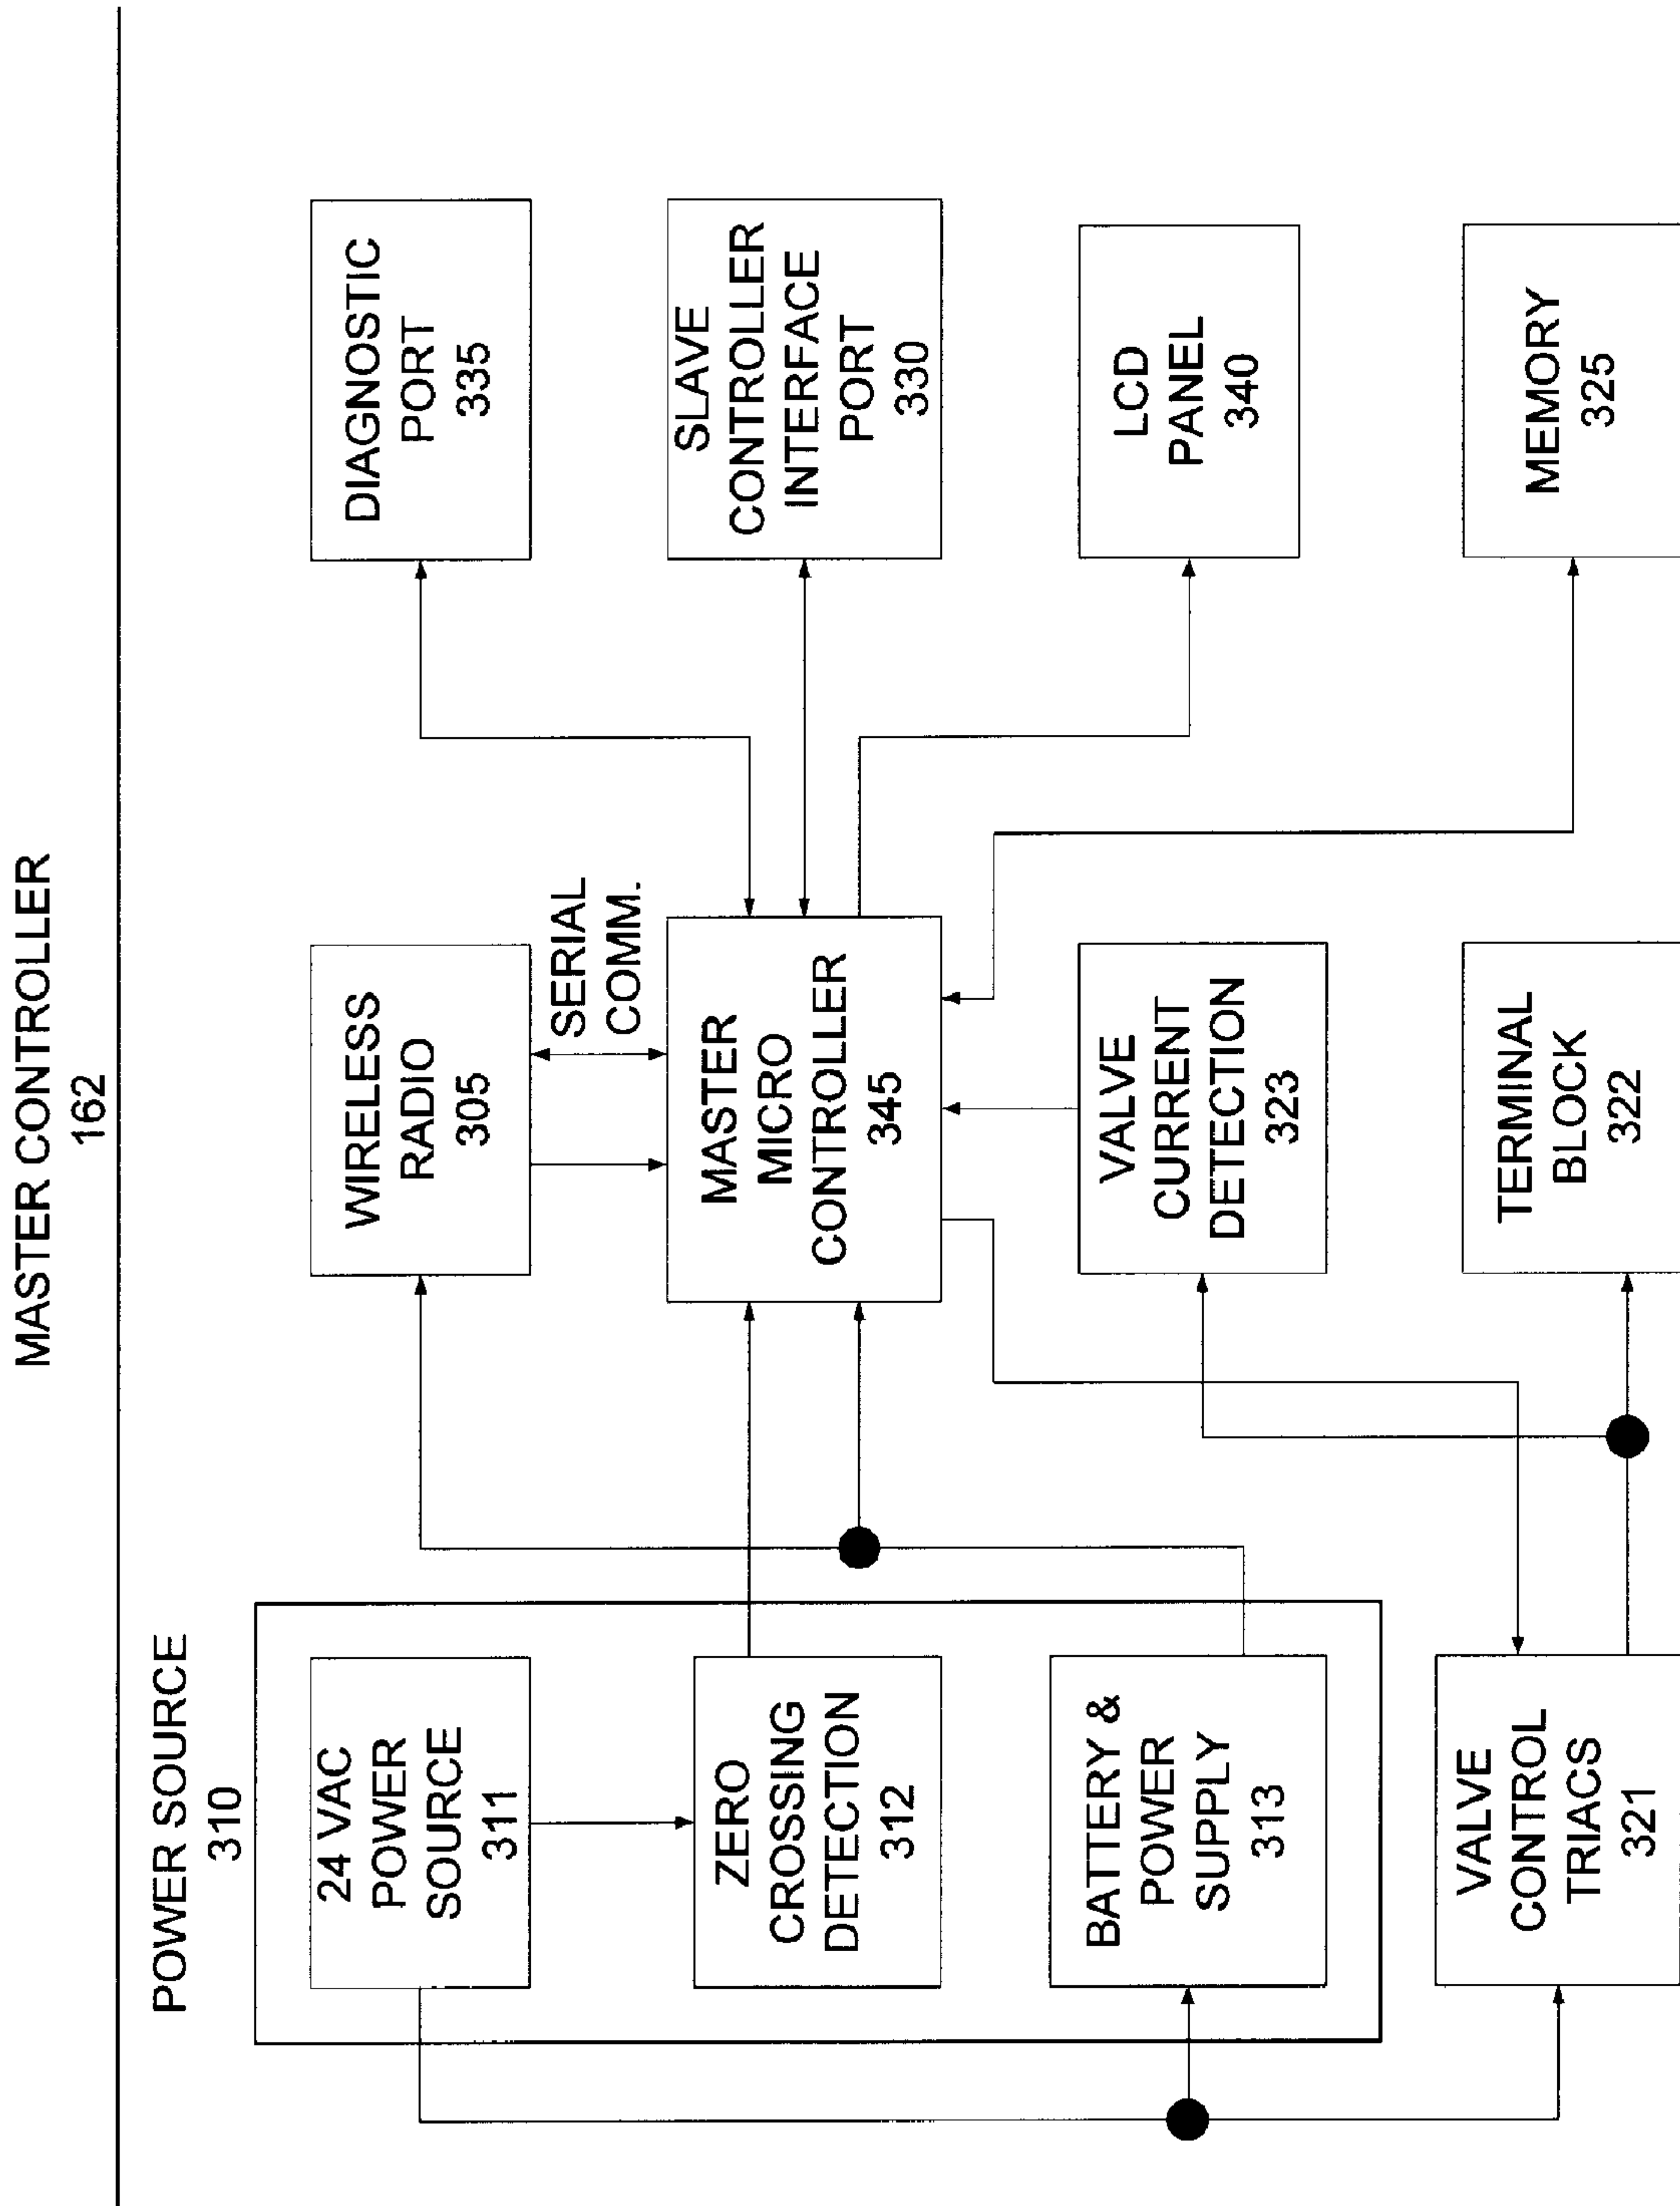 MASTER CONTROLLER
162
POWER SOURCE
310
24 VAC
POWER
SOURCE
311
ZERO
CROSSING
DETECTION
312
BATTERY &
POWER
SUPPLY
313
VALVE
CONTROL
TRIACS
321
WIRELESS
RADIO
305
SERIAL
COMM.
MASTER
MICRO
CONTROLLER
345
VALVE
CURRENT
DETECTION
323
TERMINAL
BLOCK
322
DIAGNOSTIC
PORT
335
SLAVE
CONTROLLER
INTERFACE
PORT
330
LCD
PANEL
340
MEMORY
325